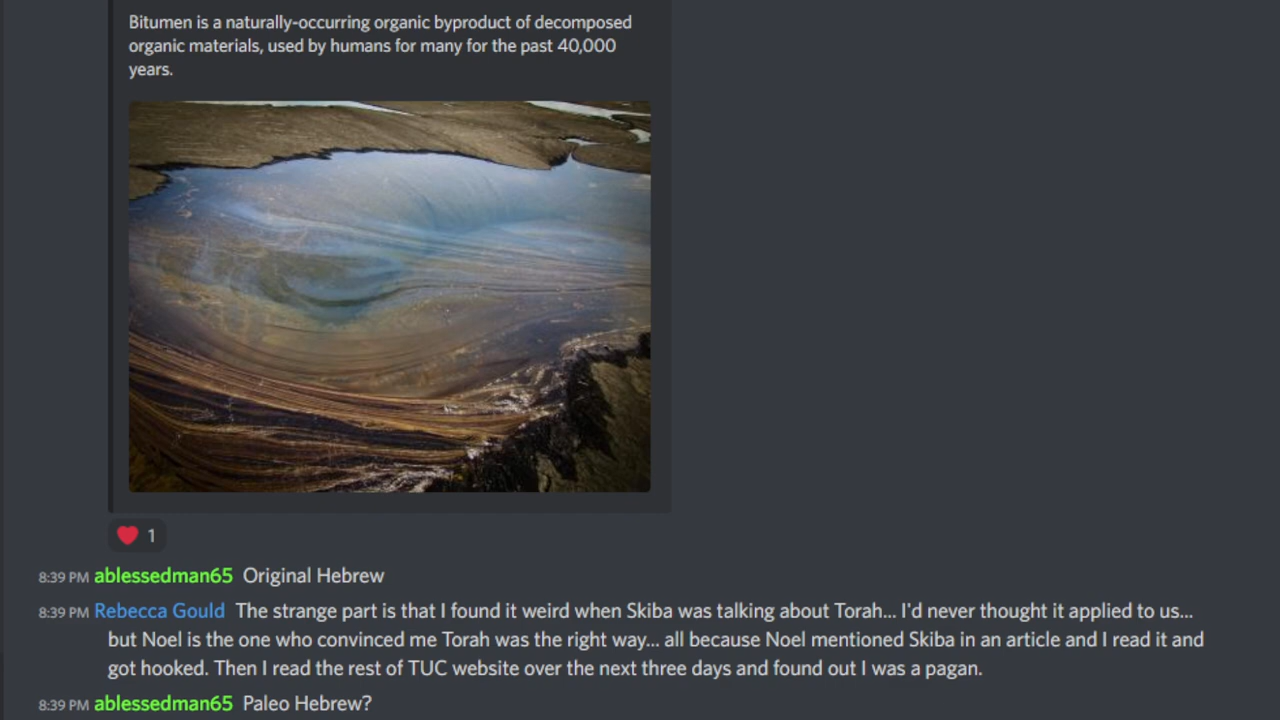 Bitumen is a naturally-occurring organic byproduct of decomposed
organic materials, used by humans for many for the past 40,000
years.
1
8:39 PM ablessedman65 Original Hebrew
8:39 PM Rebecca Gould The strange part is that I found it weird when Skiba was talking about Torah... I'd never thought it applied to us...
but Noel is the one who convinced me Torah was the right way... all because Noel mentioned Skiba in an article and I read it and
got hooked. Then I read the rest of TUC website over the next three days and found out I was a pagan.
8:39 PM ablessedman65 Paleo Hebrew?